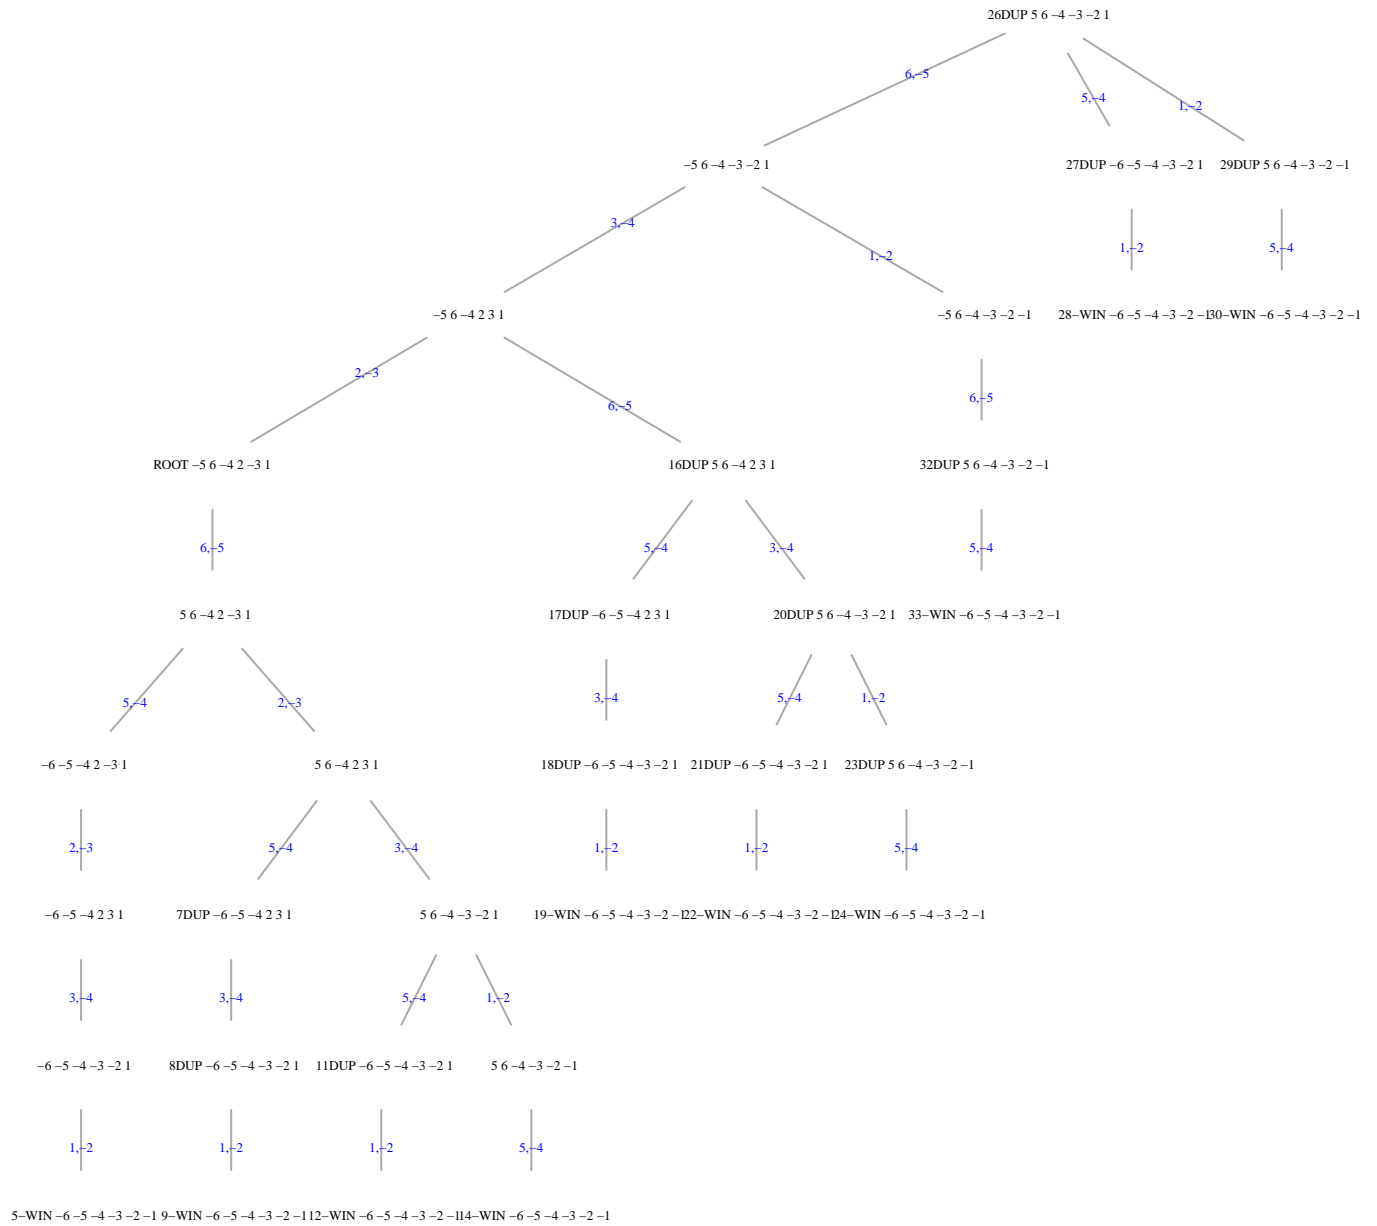 26DUP 5 6 −4 −3 −2 1
6,−5
5,−4
1,−2
−5 6 −4 −3 −2 1
27DUP −6 −5 −4 −3 −2 1
29DUP 5 6 −4 −3 −2 −1
3,−4
1,−2
1,−2
5,−4
−5 6 −4 2 3 1
−5 6 −4 −3 −2 −1
28−WIN −6 −5 −4 −3 −2 −1
30−WIN −6 −5 −4 −3 −2 −1
2,−3
6,−5
6,−5
ROOT −5 6 −4 2 −3 1
16DUP 5 6 −4 2 3 1
32DUP 5 6 −4 −3 −2 −1
6,−5
5,−4
3,−4
5,−4
5 6 −4 2 −3 1
17DUP −6 −5 −4 2 3 1
20DUP 5 6 −4 −3 −2 1
33−WIN −6 −5 −4 −3 −2 −1
5,−4
2,−3
3,−4
5,−4
1,−2
−6 −5 −4 2 −3 1
5 6 −4 2 3 1
18DUP −6 −5 −4 −3 −2 1
21DUP −6 −5 −4 −3 −2 1
23DUP 5 6 −4 −3 −2 −1
2,−3
5,−4
3,−4
1,−2
1,−2
5,−4
−6 −5 −4 2 3 1
7DUP −6 −5 −4 2 3 1
5 6 −4 −3 −2 1
19−WIN −6 −5 −4 −3 −2 −1
22−WIN −6 −5 −4 −3 −2 −1
24−WIN −6 −5 −4 −3 −2 −1
3,−4
3,−4
5,−4
1,−2
−6 −5 −4 −3 −2 1
8DUP −6 −5 −4 −3 −2 1
11DUP −6 −5 −4 −3 −2 1
5 6 −4 −3 −2 −1
1,−2
1,−2
1,−2
5,−4
5−WIN −6 −5 −4 −3 −2 −1
9−WIN −6 −5 −4 −3 −2 −1
12−WIN −6 −5 −4 −3 −2 −1
14−WIN −6 −5 −4 −3 −2 −1